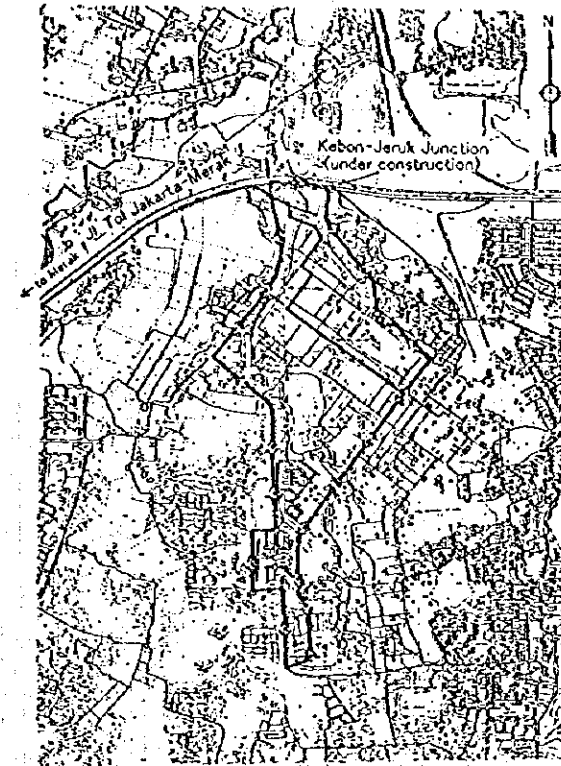 N
Kebon-Jeruk Junction
(under construction)
Jl. Tol Jakarta-Merak
to Merak